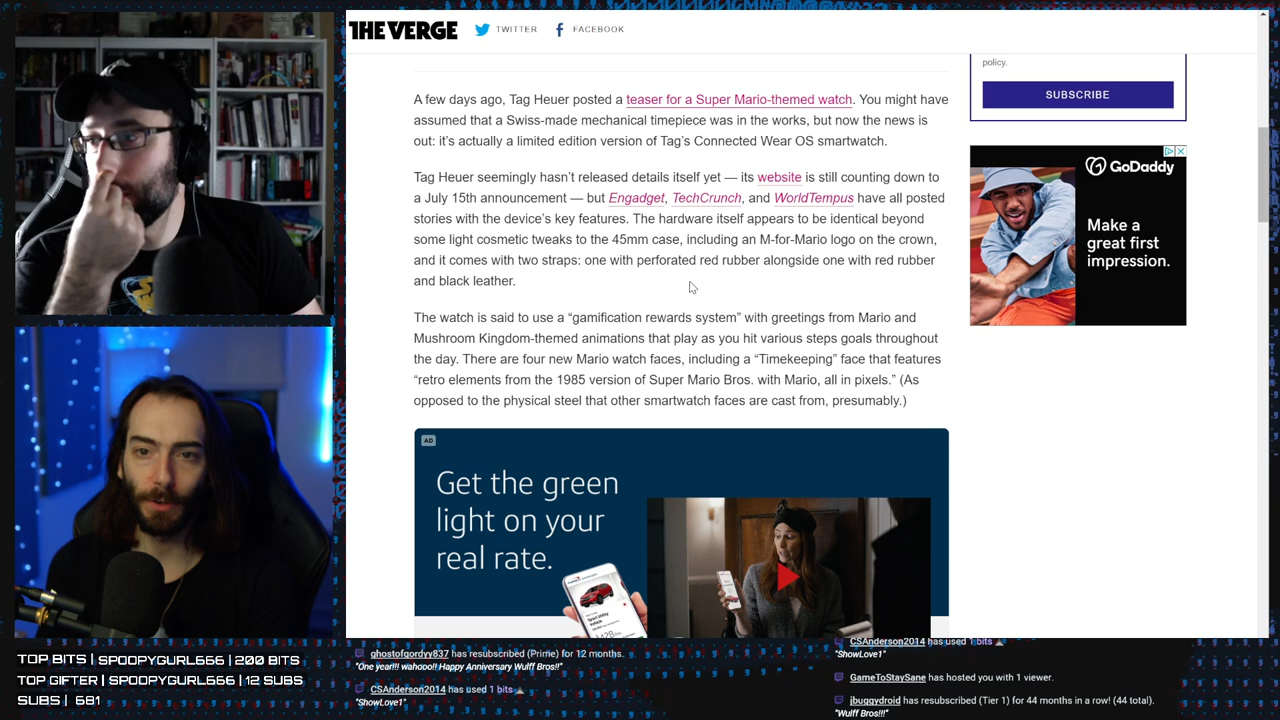 THE VERGE
TWITTER
FACEBOOK
policy.
SUBSCRIBE
A few days ago, Tag Heuer posted a teaser for a Super Mario-themed watch. You might have
assumed that a Swiss-made mechanical timepiece was in the works, but now the news is
out: it's actually a limited edition version of Tag's Connected Wear OS smartwatch.
Tag Heuer seemingly hasn't released details itself yet — its website is still counting down to
a July 15th announcement — but Engadget, TechCrunch, and WorldTempus have all posted
stories with the device's key features. The hardware itself appears to be identical beyond
some light cosmetic tweaks to the 45mm case, including an M-for-Mario logo on the crown,
and it comes with two straps: one with perforated red rubber alongside one with red rubber
and black leather.
The watch is said to use a “gamification rewards system” with greetings from Mario and
Mushroom Kingdom-themed animations that play as you hit various steps goals throughout
the day. There are four new Mario watch faces, including a “Timekeeping” face that features
“retro elements from the 1985 version of Super Mario Bros. with Mario, all in pixels.” (As
opposed to the physical steel that other smartwatch faces are cast from, presumably.)
GoDaddy
Make a
great first
impression.
AD
Get the green
light on your
real rate.
TOP BITS | SPOOPYGURL666 | 200 BITS
TOP GIFTER | SPOOPYGURL666 | 12 SUBS
SUBS | 681
ghostofgordyy837 has resubscribed (Prime) for 12 months.
"One year!!! wahooo!! Happy Anniversary Wulff Bros!!"
CSAnderson2014 has used 1 bits
"ShowLove1"
CSAnderson2014 has used 1 bits
"ShowLove1"
GameToStaySane has hosted you with 1 viewer.
jbuggydroid has resubscribed (Tier 1) for 44 months in a row! (44 total).
"Wulff Bros!!!"